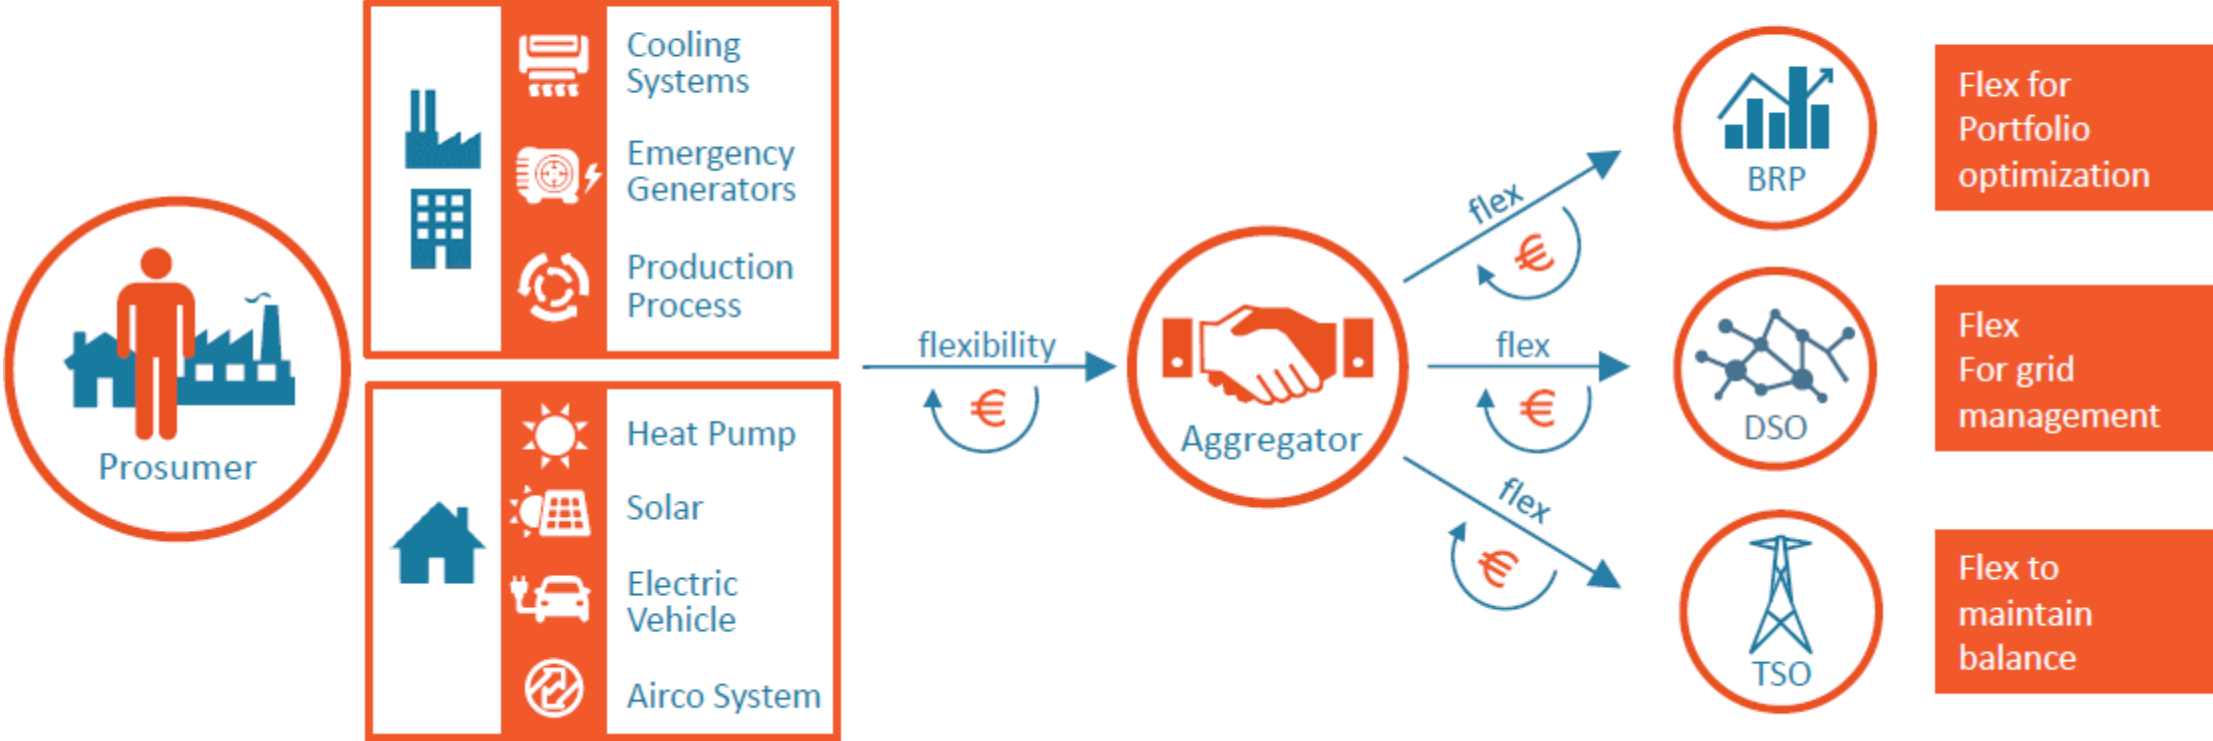 Prosumer
Cooling
Systems
Emergency
Generators
Production
Process
Heat Pump
Solar
Electric
Vehicle
Airco System
flexibility
€
Aggregator
flex
€
flex
€
flex
€
BRP
Flex for
Portfolio
optimization
DSO
Flex
For grid
management
TSO
Flex to
maintain
balance